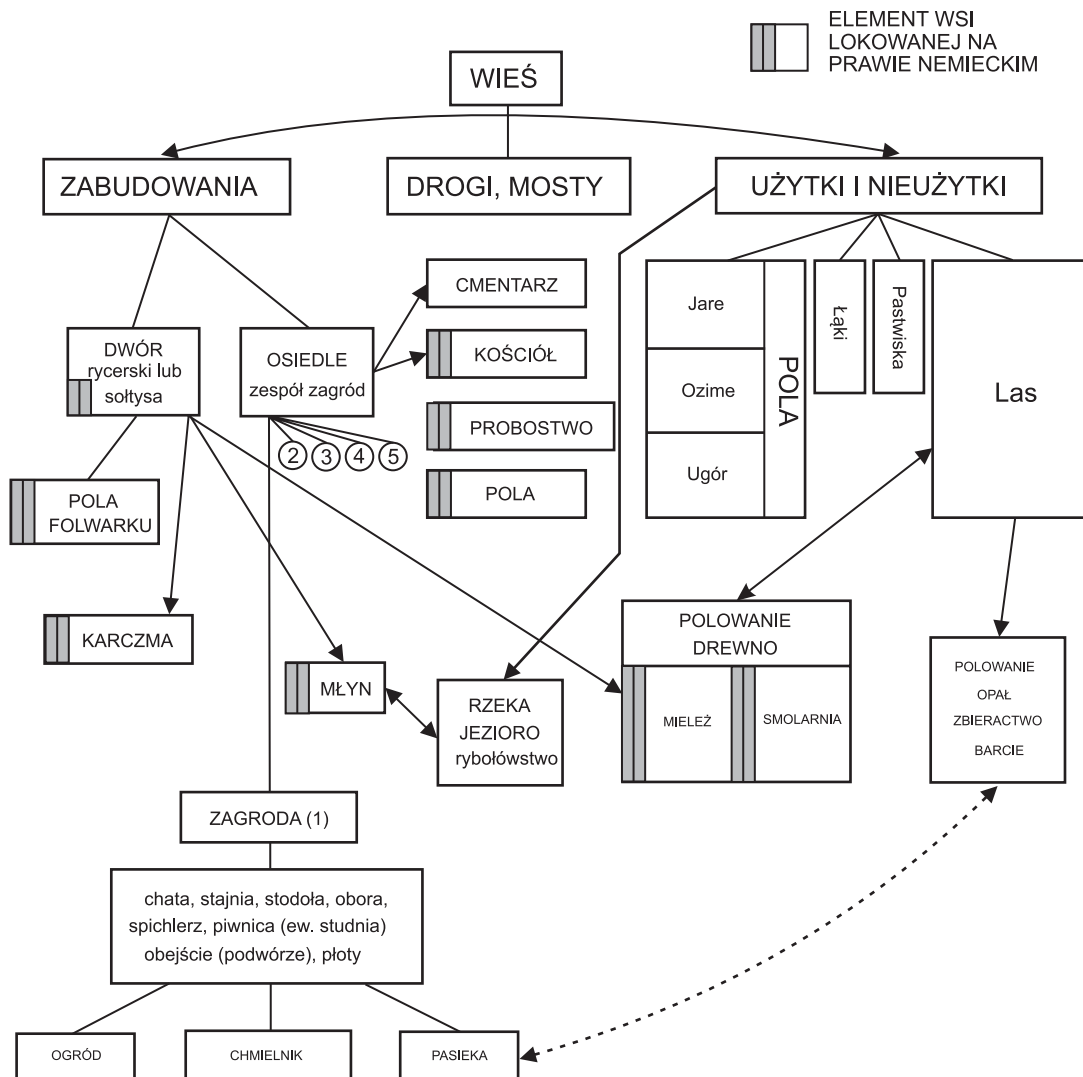 ELEMENT WSI
LOKOWANEJ NA
PRAWIE NEMIECKIM
WIEŚ
ZABUDOWANIA
DROGI, MOSTY
UŻYTKI I NIEUŻYTKI
CMENTARZ
KOŚCIÓŁ
PROBOSTWO
POLA
DWÓR
rycerski lub
sołtysa
OSIEDLE
zespół zagród
2
3
4
5
Jare
Ozime
Ugór
POLA
Łąki
Pastwiska
Las
POLA
FOLWARKU
KARCZMA
MŁYN
RZEKA
JEZIORO
rybołówstwo
POLOWANIE
DREWNO
MIELEŻ
SMOLARNIA
POLOWANIE
OPAŁ
ZBIERACTWO
BARCIE
ZAGRODA (1)
chata, stajnia, stodoła, obora,
spichlerz, piwnica (ew. studnia)
obejście (podwórze), płoty
OGRÓD
CHMIELNIK
PASIEKA